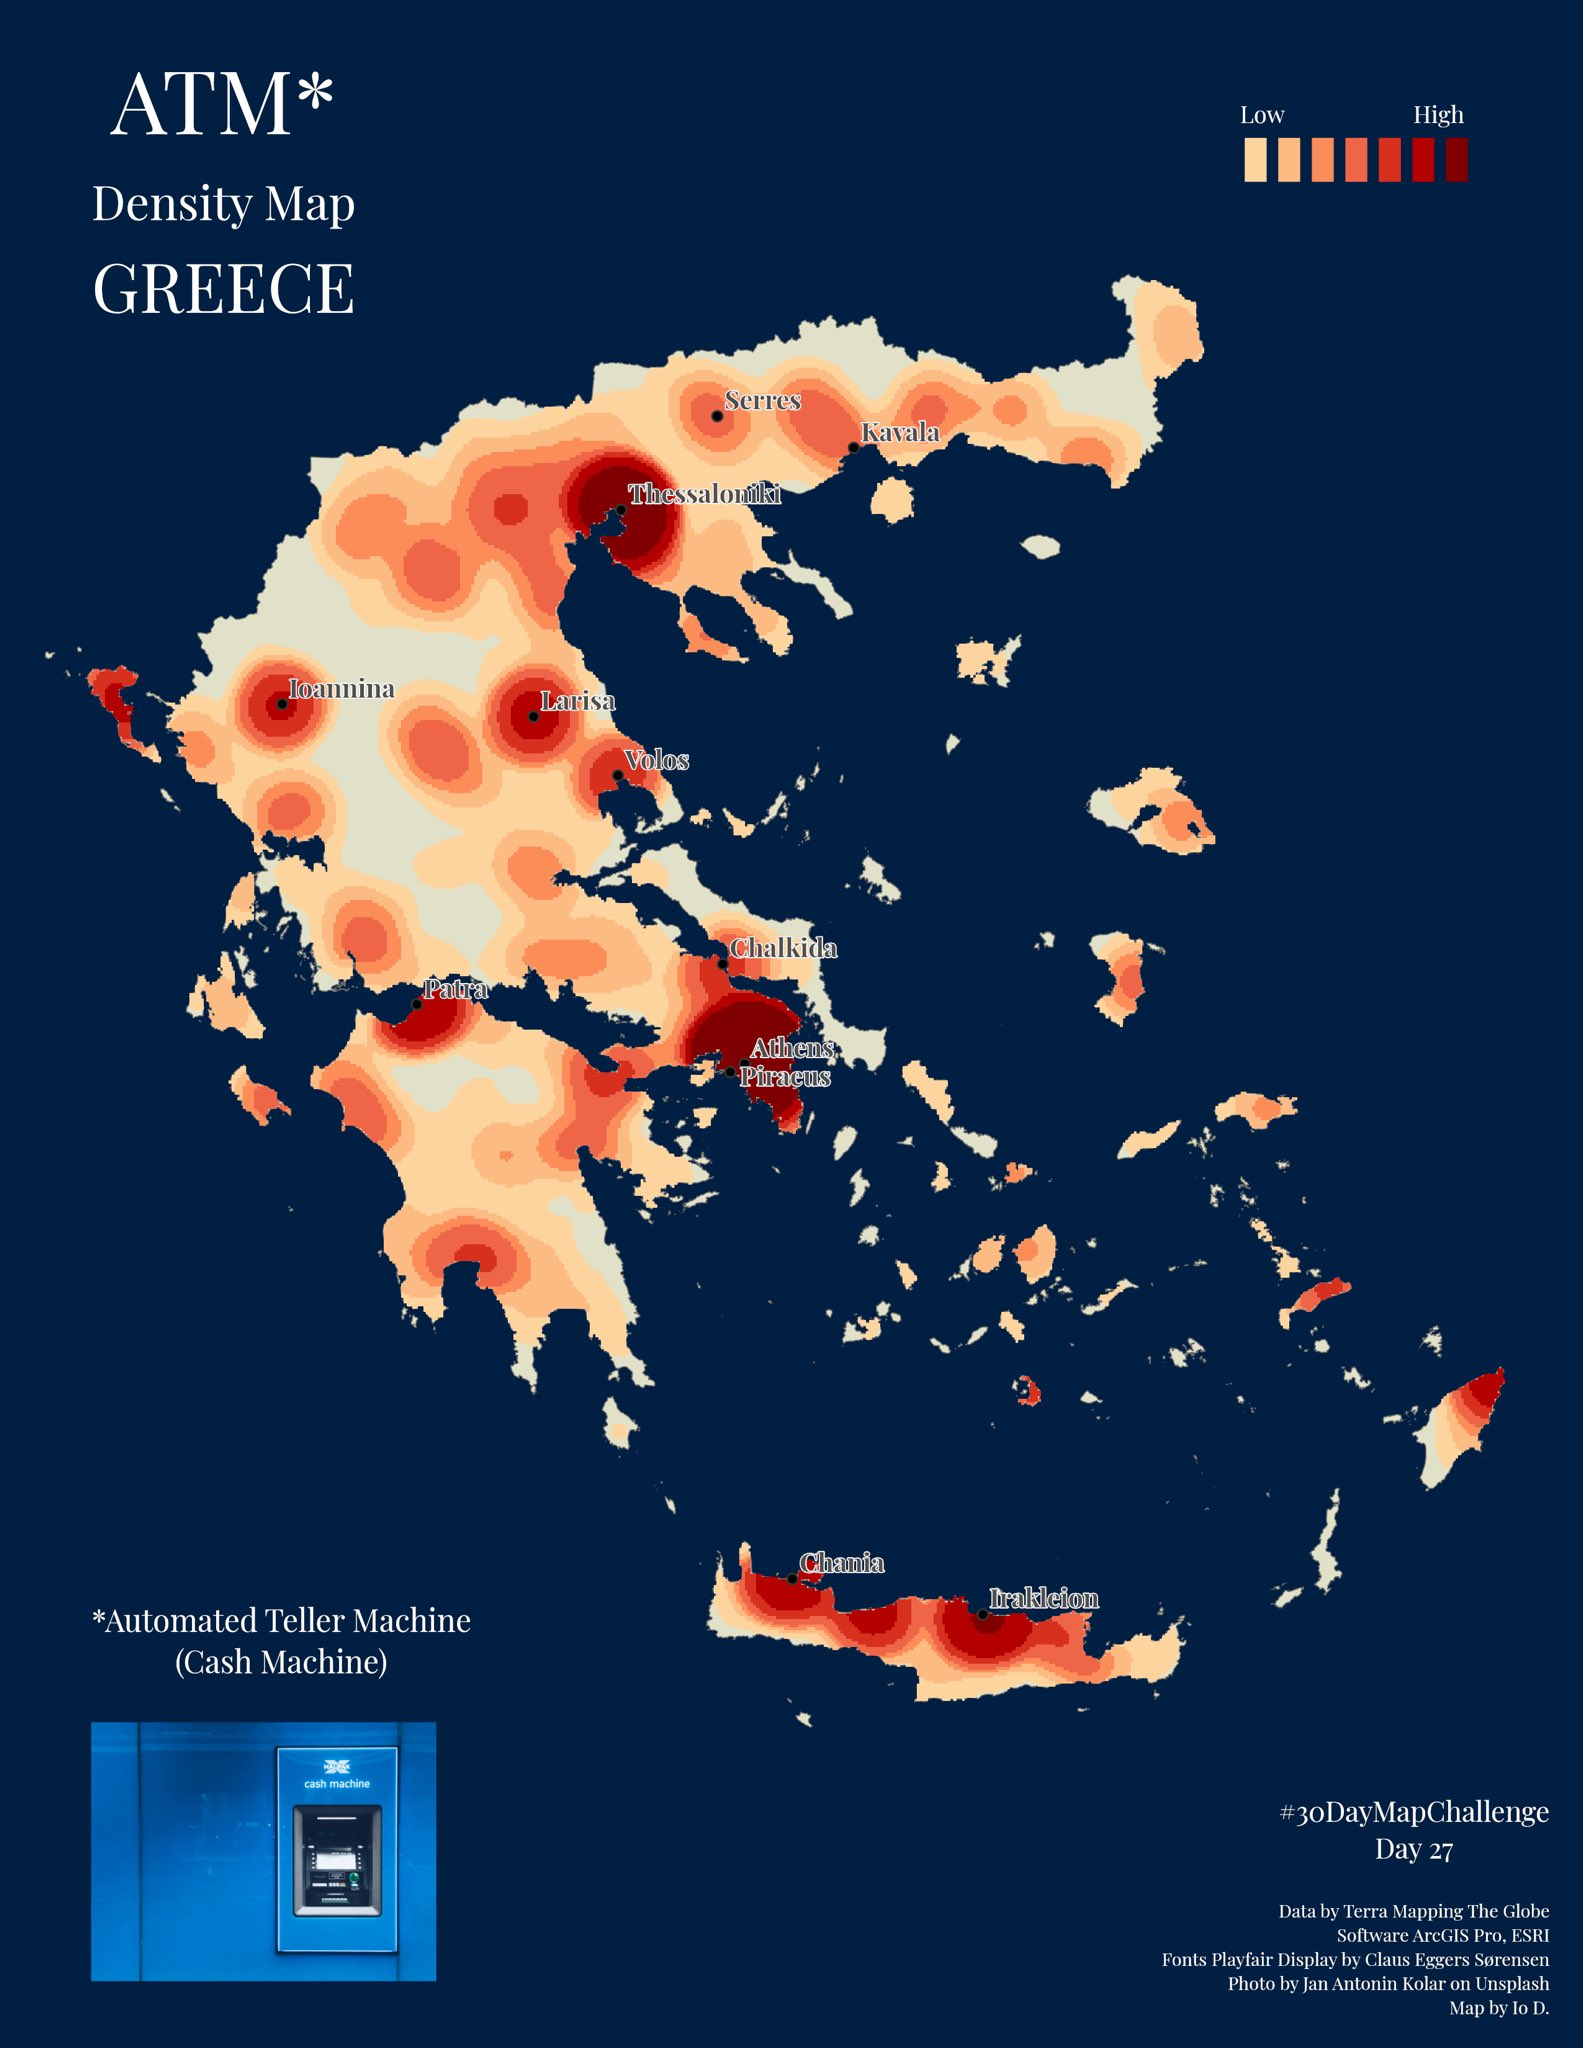 ATM*
Density Map
GREECE
Low High
Serres
Kavala
Thessaloniki
Ioannina
Larisa
Volos
Chalkida
Patra
Athens
Piraeus
Chania
Irakleion
*Automated Teller Machine
(Cash Machine)
HALIFAX
cash machine
#30DayMapChallenge
Day 27
Data by Terra Mapping The Globe
Software ArcGIS Pro, ESRI
Fonts Playfair Display by Claus Eggers Sørensen
Photo by Jan Antonin Kolar on Unsplash
Map by Io D.